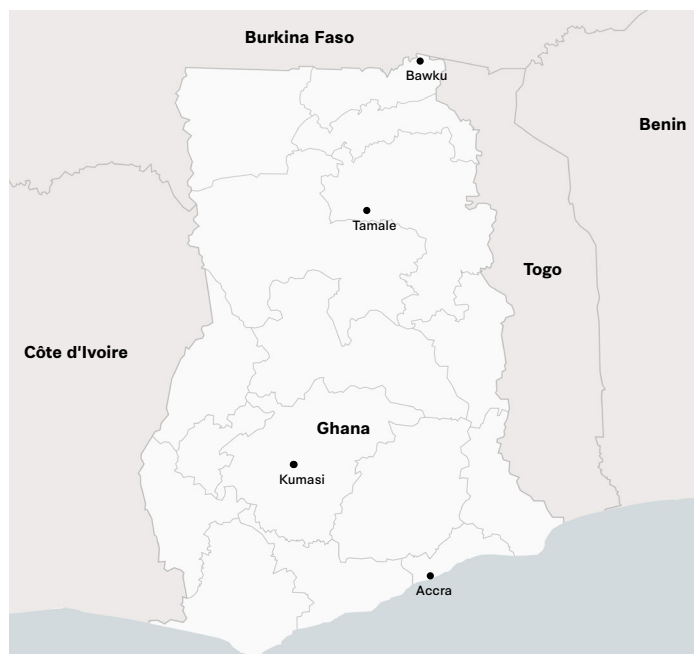 Burkina Faso
Bawku
Benin
Tamale
Togo
Côte d'Ivoire
Ghana
Kumasi
Accra